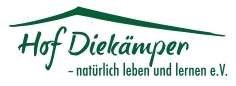 Hof Diekämper
– natürlich leben und lernen e.V.